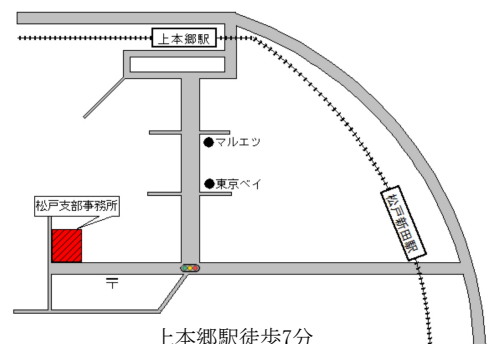 上本郷駅
マルエツ
東京ベイ
松戸支部事務所
松戸新田駅
〒
上本郷駅徒歩7分